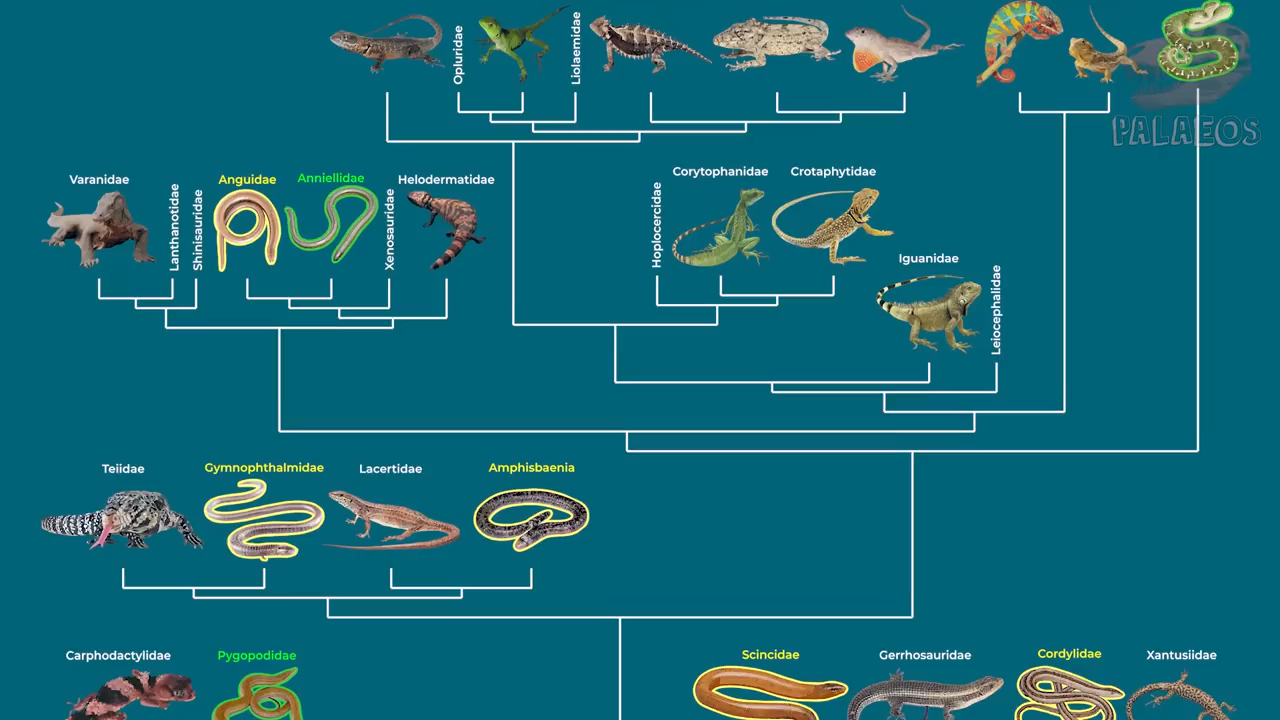 Opluridae
Liolaemidae
PALAEOS
Varanidae
Lanthanotidae
Shinisauridae
Anguidae
Anniellidae
Xenosauridae
Helodermatidae
Hoplocercidae
Corytophanidae
Crotaphytidae
Iguanidae
Leiocephalidae
Teiidae
Gymnophthalmidae
Lacertidae
Amphisbaenia
Carphodactylidae
Pygopodidae
Scincidae
Gerrhosauridae
Cordylidae
Xantusiidae